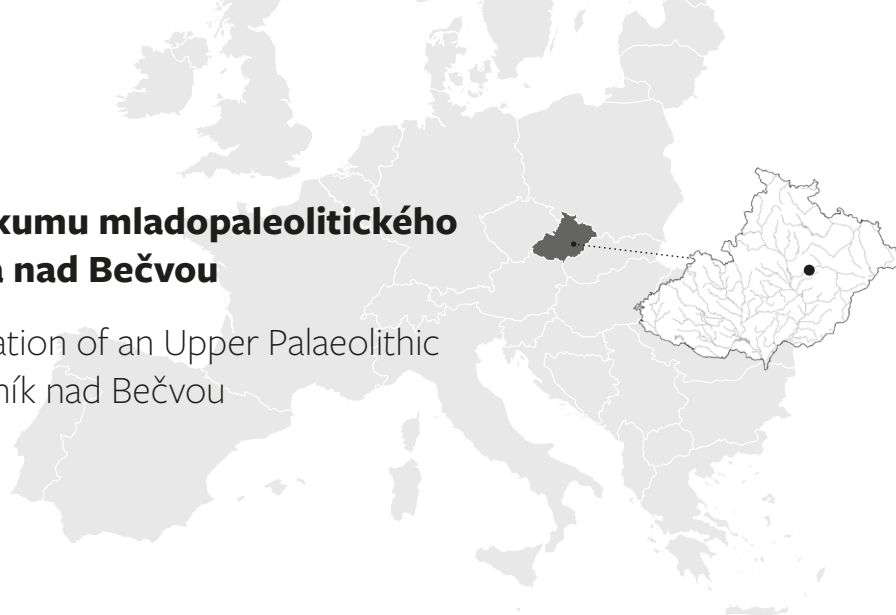 kumu mladopaleolitického
nad Bečvou
ation of an Upper Palaeolithic
ník nad Bečvou